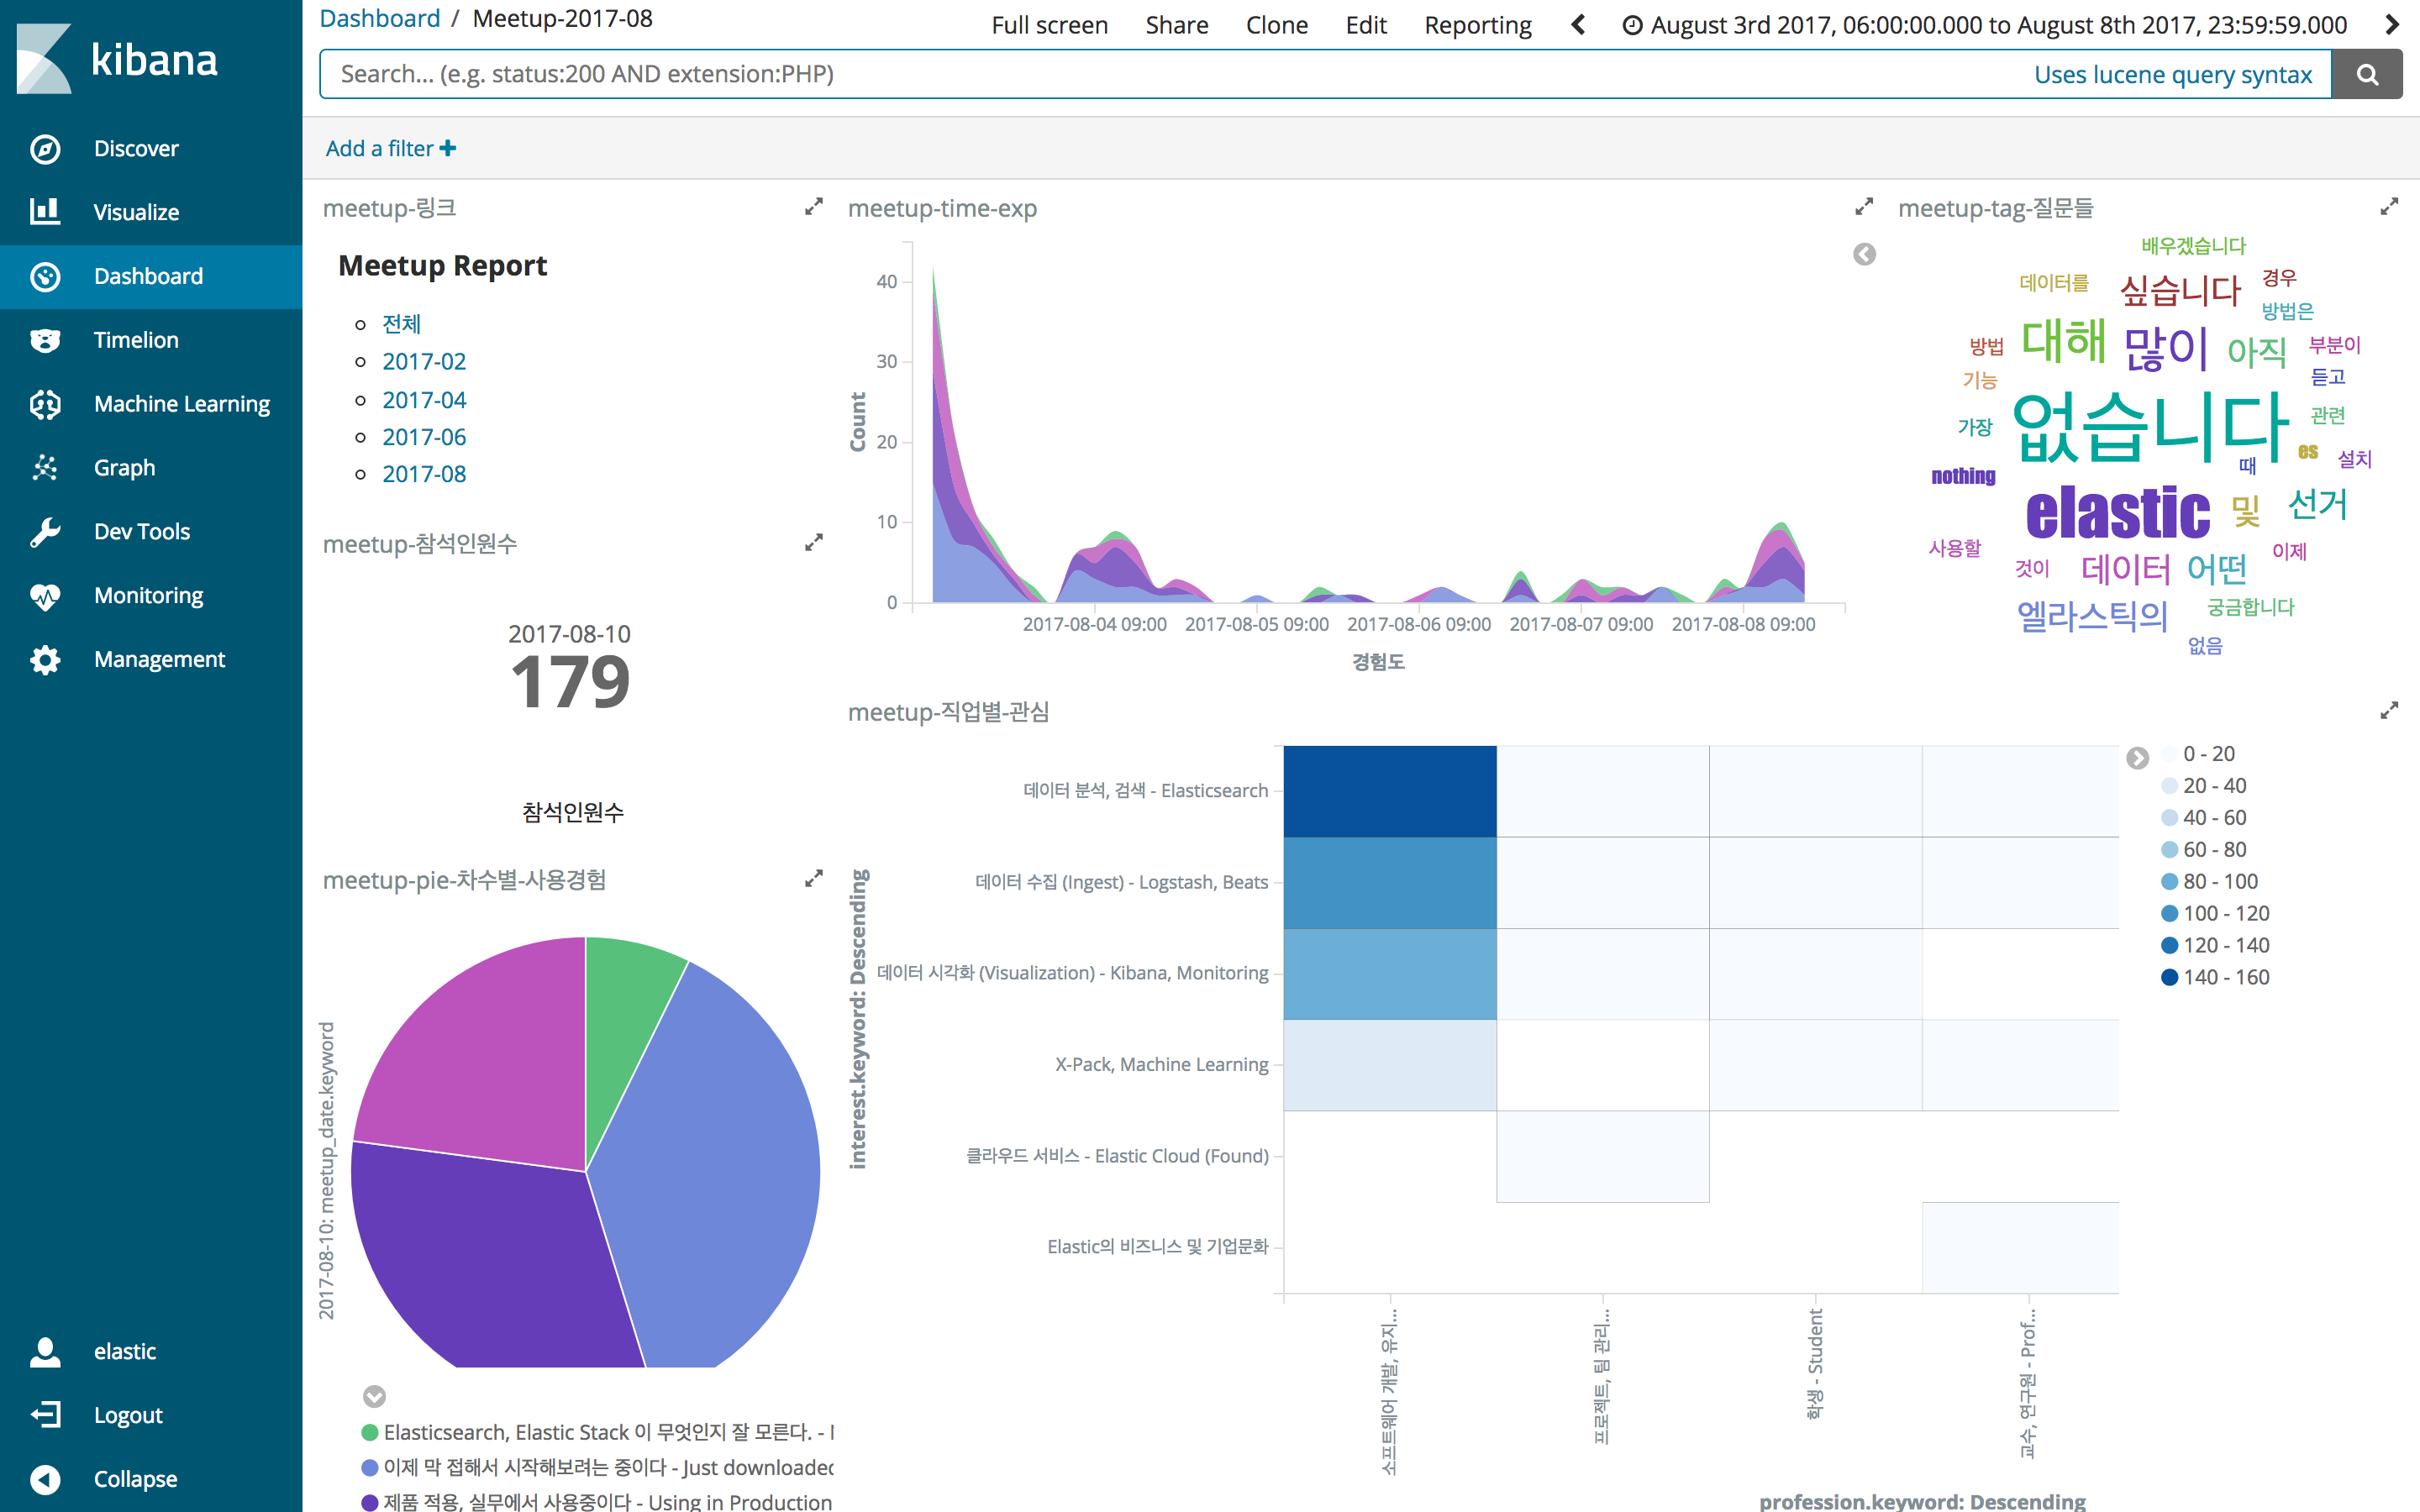 kibana
Discover
Visualize
Dashboard
Timelion
Machine Learning
Graph
Dev Tools
Monitoring
Management
elastic
Logout
Collapse
Dashboard / Meetup-2017-08
Full screen Share Clone Edit Reporting August 3rd 2017, 06:00:00.000 to August 8th 2017, 23:59:59.000
Search... (e.g. status:200 AND extension:PHP) Uses lucene query syntax
Add a filter
meetup-링크
Meetup Report
전체
2017-02
2017-04
2017-06
2017-08
meetup-참석인원수
2017-08-10
179
참석인원수
meetup-pie-차수별-사용경험
2017-08-10: meetup_date.keyword
Elasticsearch, Elastic Stack 이 무엇인지 잘 모른다. -
이제 막 접해서 시작해보려는 중이다 - Just downloaded
제품 적용, 실무에서 사용중이다 - Using in Production
meetup-time-exp
Count
40
30
20
10
0
2017-08-04 09:00 2017-08-05 09:00 2017-08-06 09:00 2017-08-07 09:00 2017-08-08 09:00
경험도
meetup-tag-질문들
배우겠습니다
데이터를 싶습니다 경우
방법은
방법 대해 많이 아직 부분이
기능 듣고
가장 없습니다 관련
때 es 설치
nothing
elastic 및 선거
사용할 것이 데이터 어떤 이제
엘라스틱의 궁금합니다
없음
meetup-직업별-관심
interest.keyword: Descending
데이터 분석, 검색 - Elasticsearch
데이터 수집 (Ingest) - Logstash, Beats
데이터 시각화 (Visualization) - Kibana, Monitoring
X-Pack, Machine Learning
클라우드 서비스 - Elastic Cloud (Found)
Elastic의 비즈니스 및 기업문화
소프트웨어 개발, 유지...
프로젝트, 팀 관리...
학생 - Student
교수, 연구원 - Prof...
profession.keyword: Descending
0 - 20
20 - 40
40 - 60
60 - 80
80 - 100
100 - 120
120 - 140
140 - 160